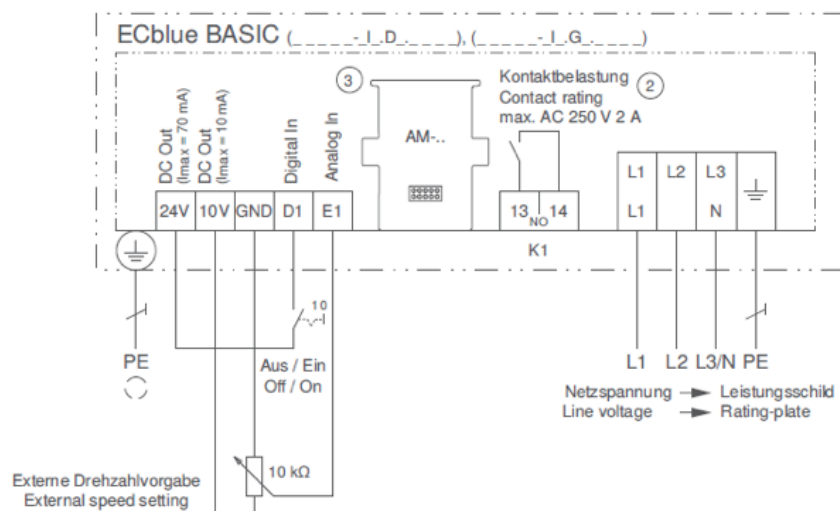 ECblue BASIC (_ _ _ _ _ - I _.D _. _ _ _ _), (_ _ _ _ _ - I _.G _. _ _ _ _)
3
Kontaktbelastung
Contact rating
max. AC 250 V 2 A
2
DC Out
(Imax = 70 mA)
DC Out
(Imax = 10 mA)
Digital In
Analog In
AM-..
24V 10V GND D1 E1
13 14
NO
K1
L1 L2 L3
L1 N
10
PE
Aus / Ein
Off / On
L1 L2 L3/N PE
Netzspannung Leistungsschild
Line voltage Rating-plate
10 kΩ
Externe Drehzahlvorgabe
External speed setting